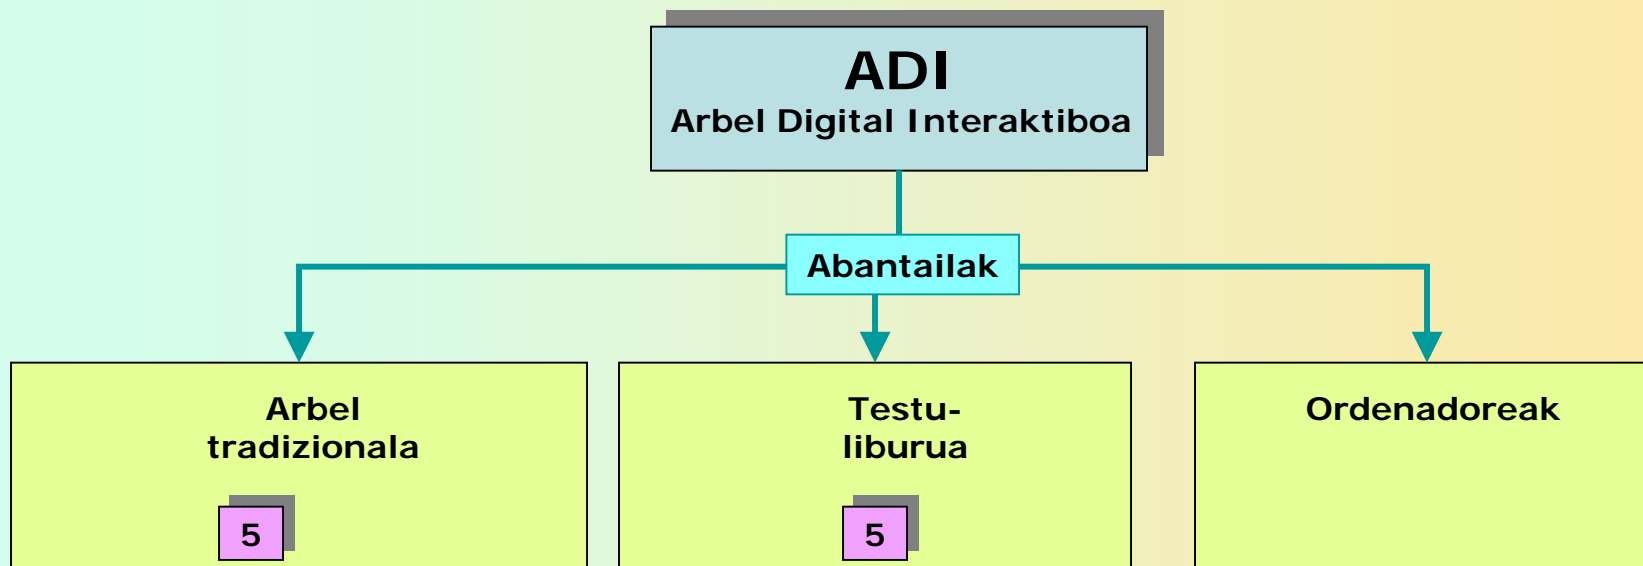 ADI
Arbel Digital Interaktiboa
Abantailak
Arbel
tradizionala
5
Testu-
liburua
5
Ordenadoreak